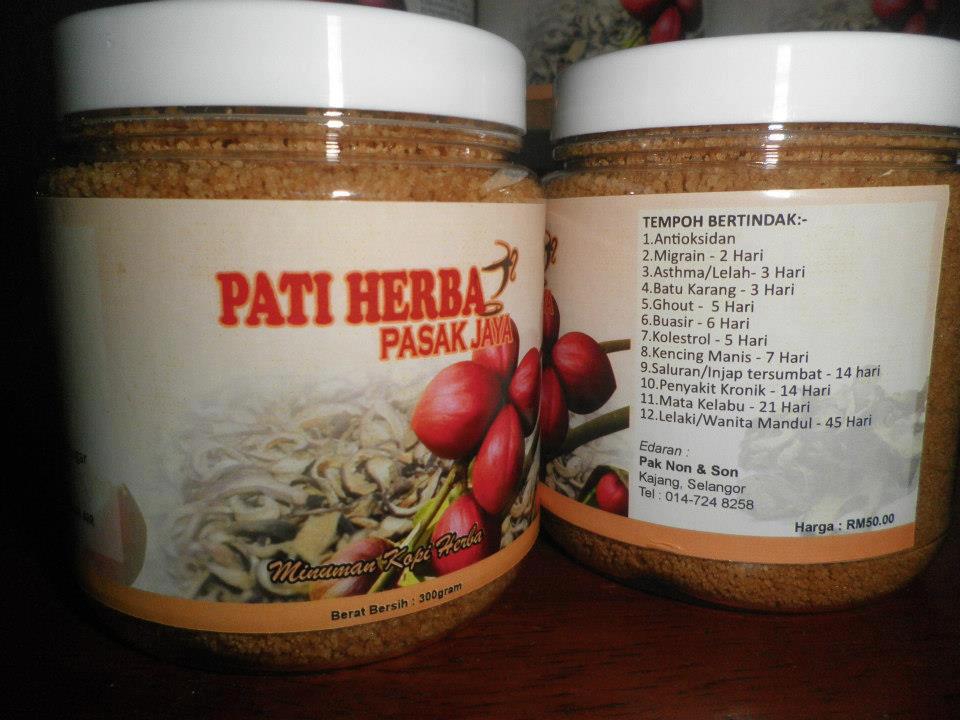 PATI HERBA
PASAK JAYA
Minuman Kopi Herba
Berat Bersih : 300gram
TEMPOH BERTINDAK:-
1.Antioksidan
2.Migrain - 2 Hari
3.Asthma/Lelah- 3 Hari
4.Batu Karang - 3 Hari
5.Ghout - 5 Hari
6.Buasir - 6 Hari
7.Kolestrol - 5 Hari
8.Kencing Manis - 7 Hari
9.Saluran/Injap tersumbat - 14 hari
10.Penyakit Kronik - 14 Hari
11.Mata Kelabu - 21 Hari
12.Lelaki/Wanita Mandul - 45 Hari
Edaran :
Pak Non & Son
Kajang, Selangor
Tel : 014-724 8258
Harga : RM50.00